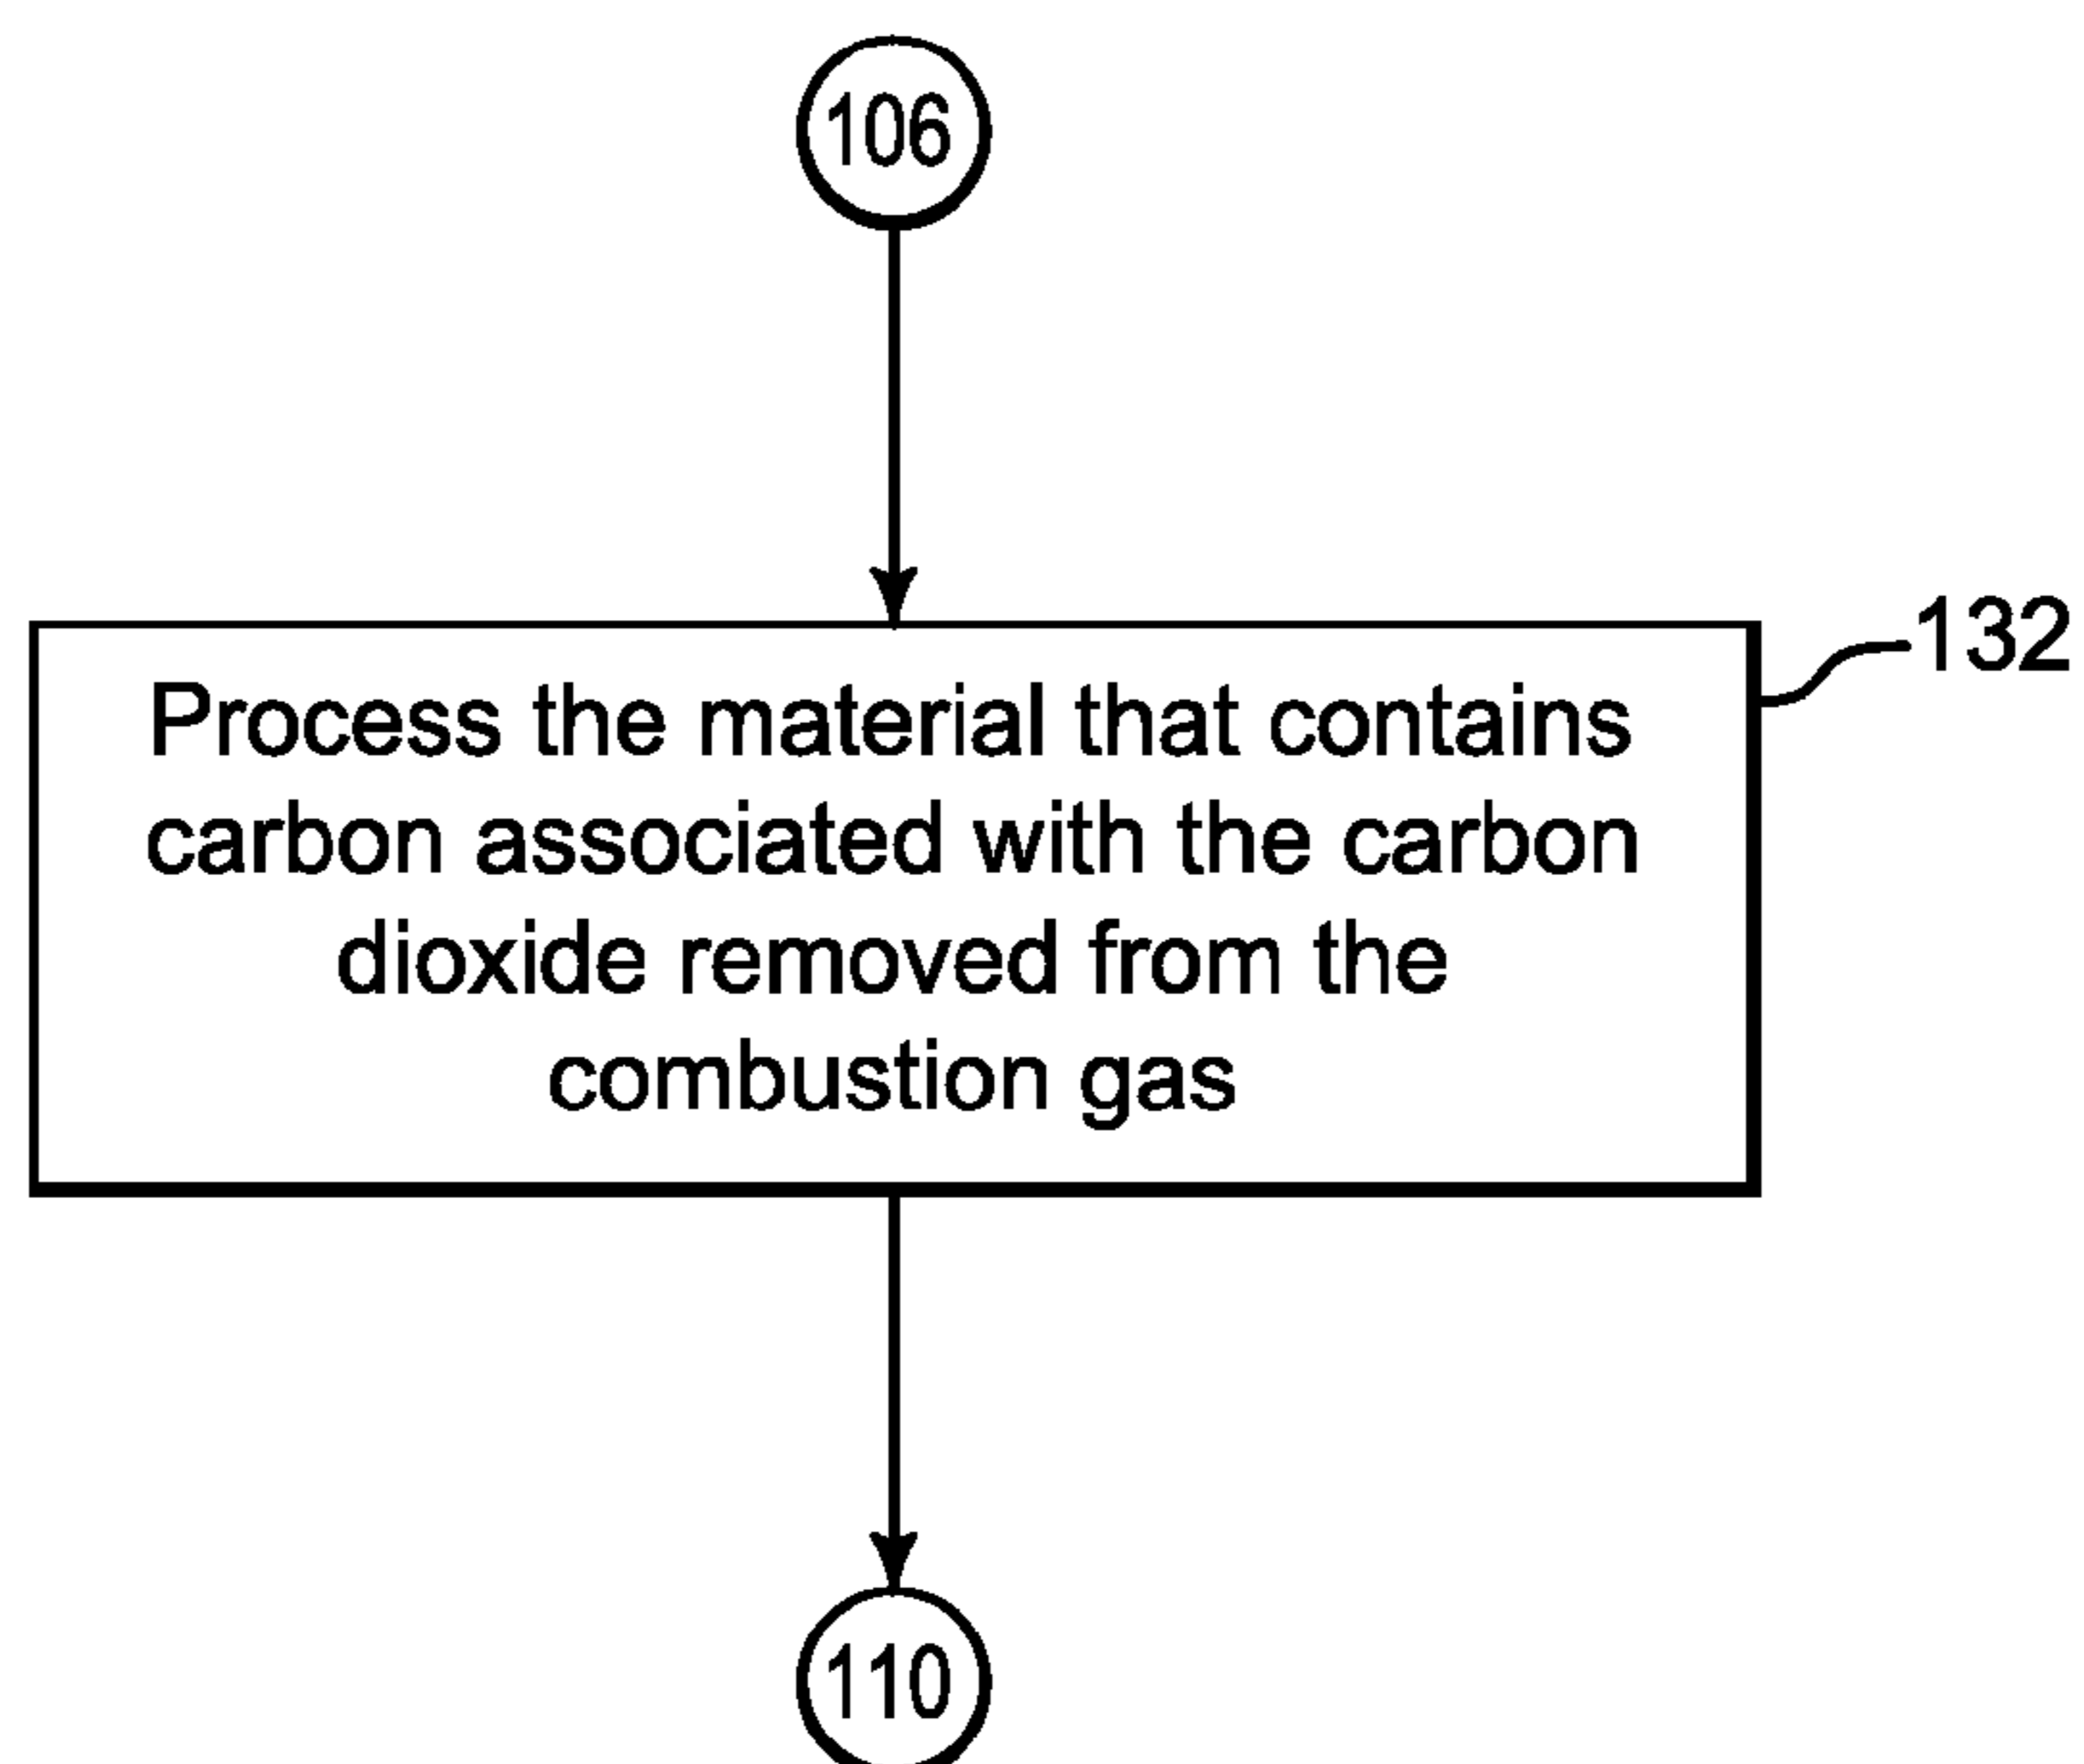 106
132
Process the material that contains
carbon associated with the carbon
dioxide removed from the
combustion gas
110